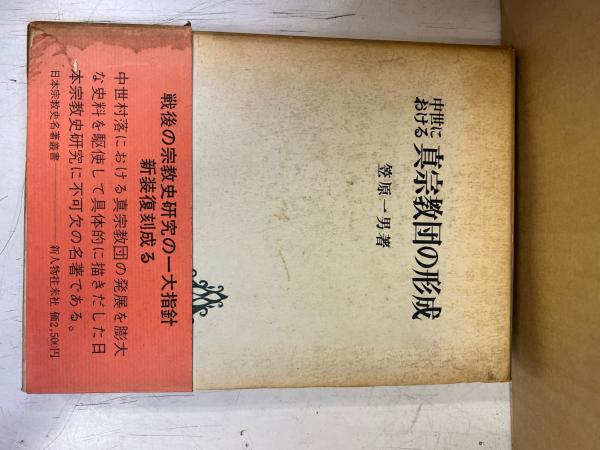 中世に
おける
真宗教団の形成
笠原一男著
戦後の宗教史研究の一大指針
新装復刻成る
中世村落における真宗教団の発展を膨大
な史料を駆使して具体的に描きだした日
本宗教史研究に不可欠の名著である。
日本宗教史名著叢書 新人物往来社 価2,500円